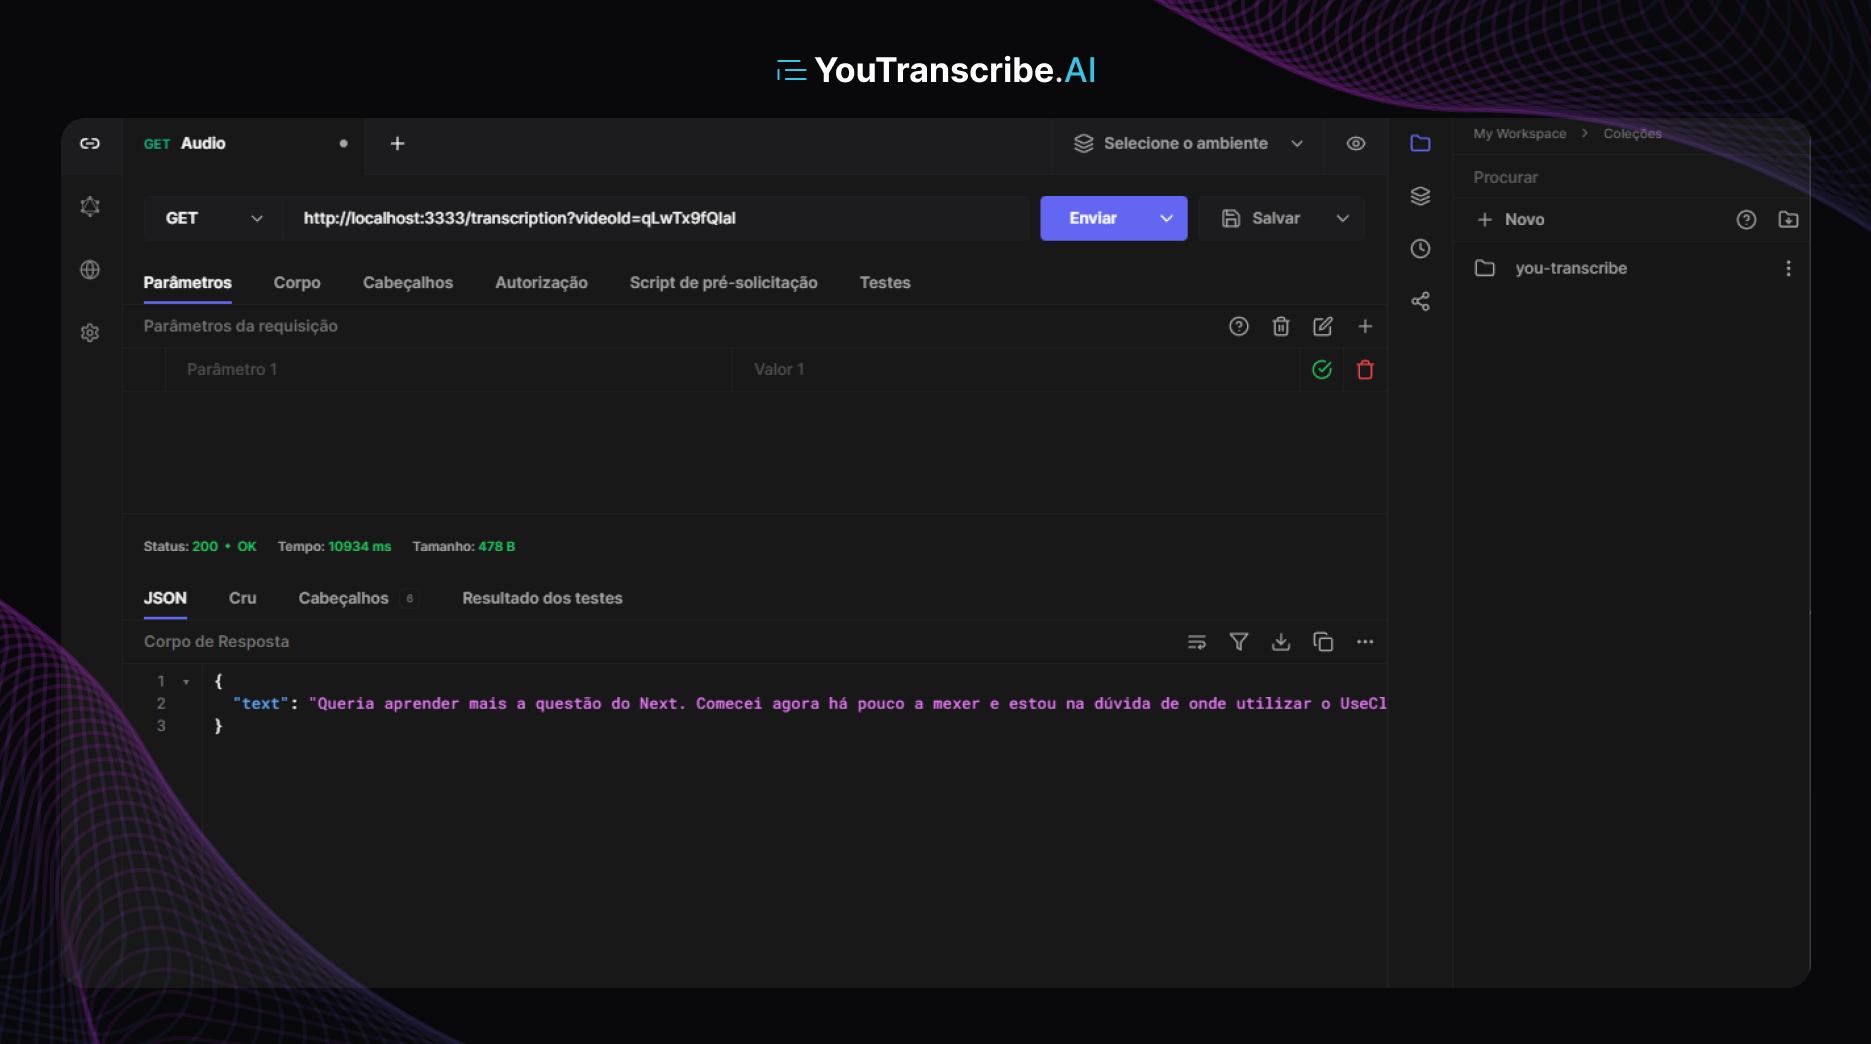 YouTranscribe.AI
GET Audio
Selecione o ambiente
My Workspace > Coleções
Procurar
GET
http://localhost:3333/transcription?videoId=qLwTx9fQlaI
Enviar
Salvar
Novo
you-transcribe
Parâmetros Corpo Cabeçalhos Autorização Script de pré-solicitação Testes
Parâmetros da requisição
Parâmetro 1 Valor 1
Status: 200 • OK Tempo: 10934 ms Tamanho: 478 B
JSON Cru Cabeçalhos 6 Resultado dos testes
Corpo de Resposta
1 {
2 "text": "Queria aprender mais a questão do Next. Comecei agora há pouco a mexer e estou na dúvida de onde utilizar o UseCl
3 }